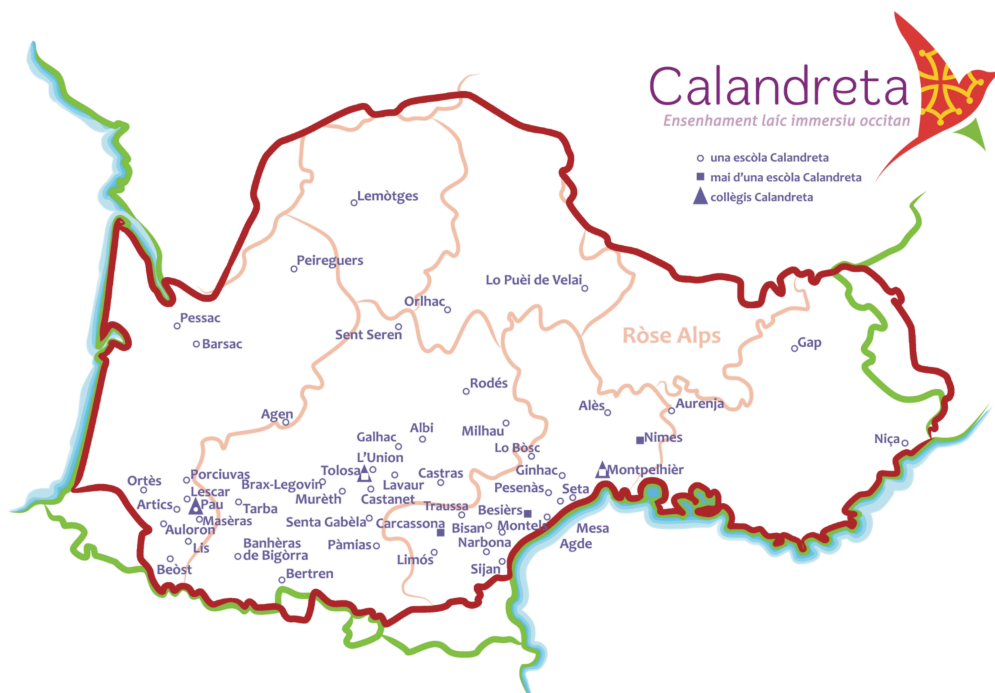 Calandreta
Ensenhament laíc immersiu occitan
una escòla Calandreta
mai d'una escòla Calandreta
collègis Calandreta
Lemòtges
Peireguers
Lo Puèi de Velai
Orlhac
Pessac
Sent Seren
Ròse Alps
Barsac
Gap
Rodés
Agen
Alès
Aurenja
Albi
Milhau
Galhac
Nimes
Niça
Lo Bòsc
L'Union
Tolosa
Castras
Ginhac
Montpelhièr
Porciuvas
Ortès
Brax-Legovin
Lavaur
Lescar
Murèth
Castanet
Pesenàs
Seta
Artics
Pau
Tarba
Traussa
Besièrs
Masèras
Senta Gabèla
Carcassona
Auloron
Bisan
Montels
Mesa
Lis
Banhèras
de Bigòrra
Pàmias
Narbona
Agde
Limós
Beòst
Bertren
Sijan